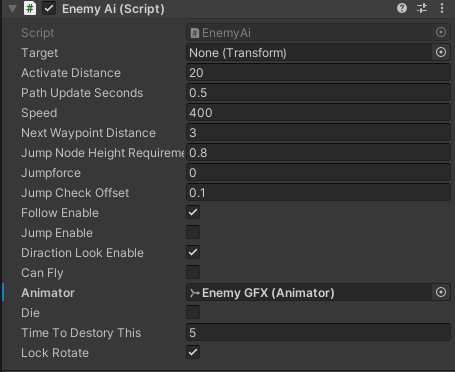 Enemy Ai (Script)
Script EnemyAi
Target None (Transform)
Activate Distance 20
Path Update Seconds 0.5
Speed 400
Next Waypoint Distance 3
Jump Node Height Requireme 0.8
Jumpforce 0
Jump Check Offset 0.1
Follow Enable
Jump Enable
Diraction Look Enable
Can Fly
Animator Enemy GFX (Animator)
Die
Time To Destory This 5
Lock Rotate